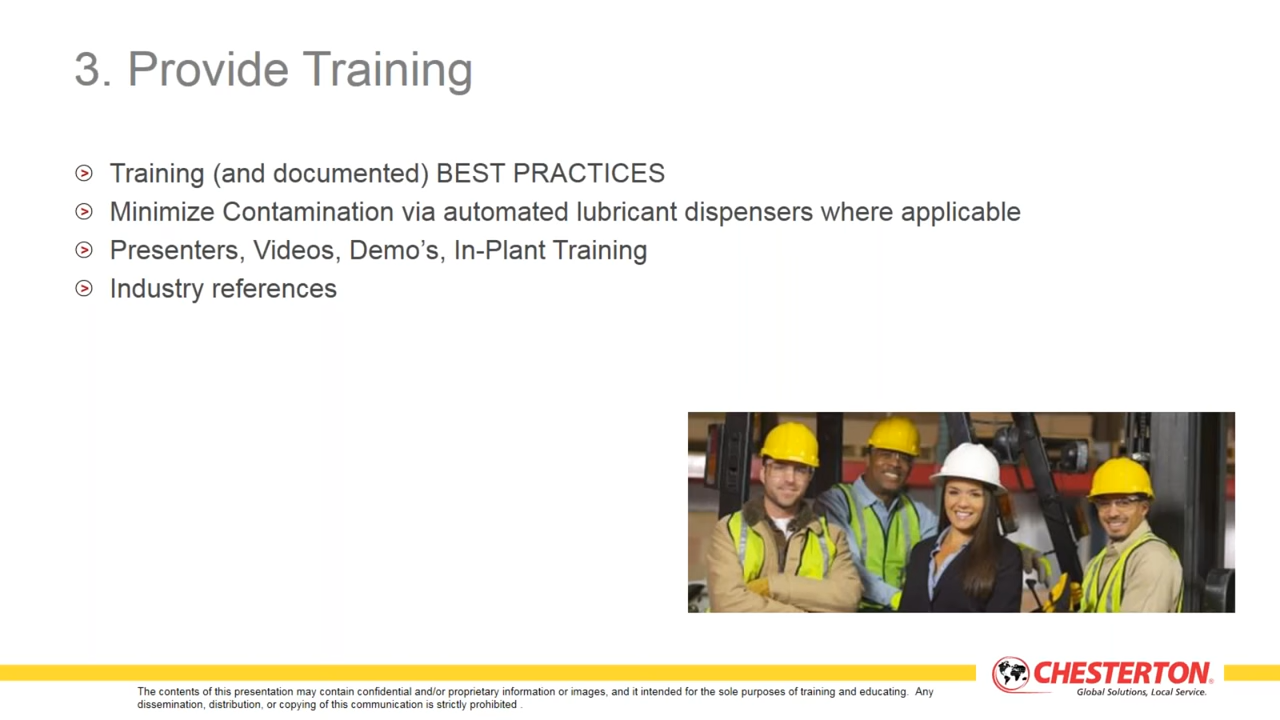 3. Provide Training
Training (and documented) BEST PRACTICES
Minimize Contamination via automated lubricant dispensers where applicable
Presenters, Videos, Demo’s, In-Plant Training
Industry references
CHESTERTON®
Global Solutions, Local Service.
The contents of this presentation may contain confidential and/or proprietary information or images, and it intended for the sole purposes of training and educating. Any
dissemination, distribution, or copying of this communication is strictly prohibited .